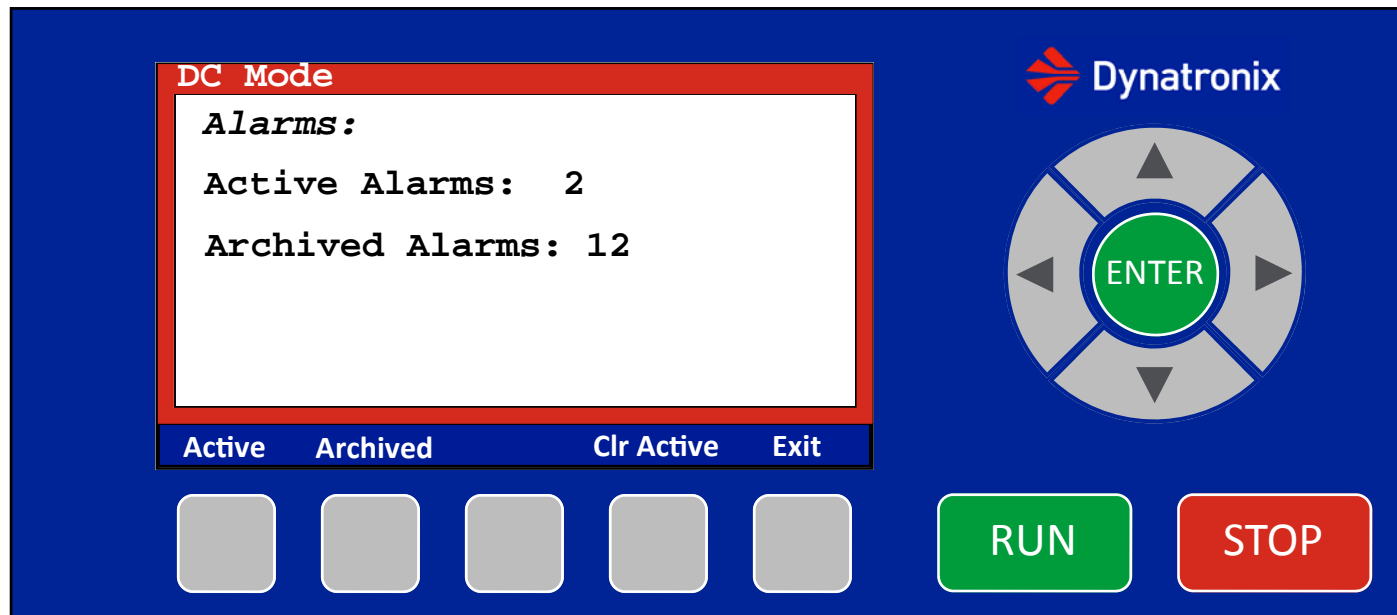 DC Mode
Dynatronix
Alarms:
Active Alarms: 2
Archived Alarms: 12
ENTER
Active Archived Clr Active Exit
RUN STOP